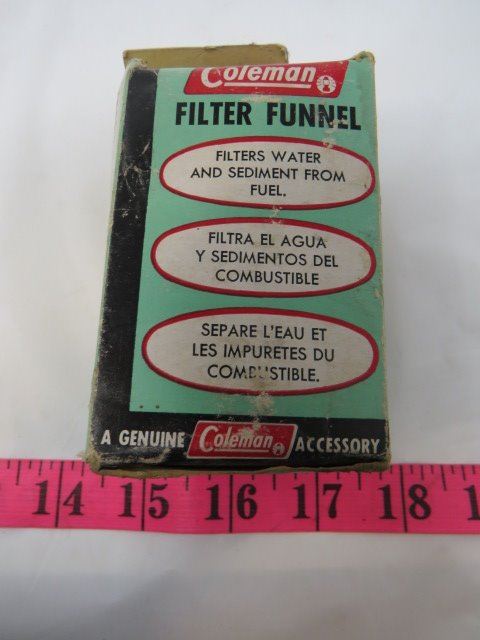 Coleman
FILTER FUNNEL
FILTERS WATER
AND SEDIMENT FROM
FUEL.
FILTRA EL AGUA
Y SEDIMENTOS DEL
COMBUSTIBLE
SEPARE L'EAU ET
LES IMPURETES DU
COMBUSTIBLE.
A GENUINE Coleman ACCESSORY
14 15 16 17 18